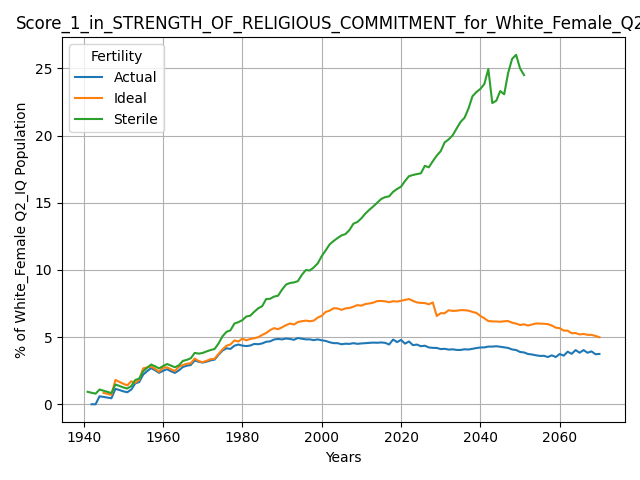 Score_1_in_STRENGTH_OF_RELIGIOUS_COMMITMENT_for_White_Female_Q2
Fertility
Actual
Ideal
Sterile
% of White_Female Q2_IQ Population
25
20
15
10
5
0
1940 1960 1980 2000 2020 2040 2060
Years